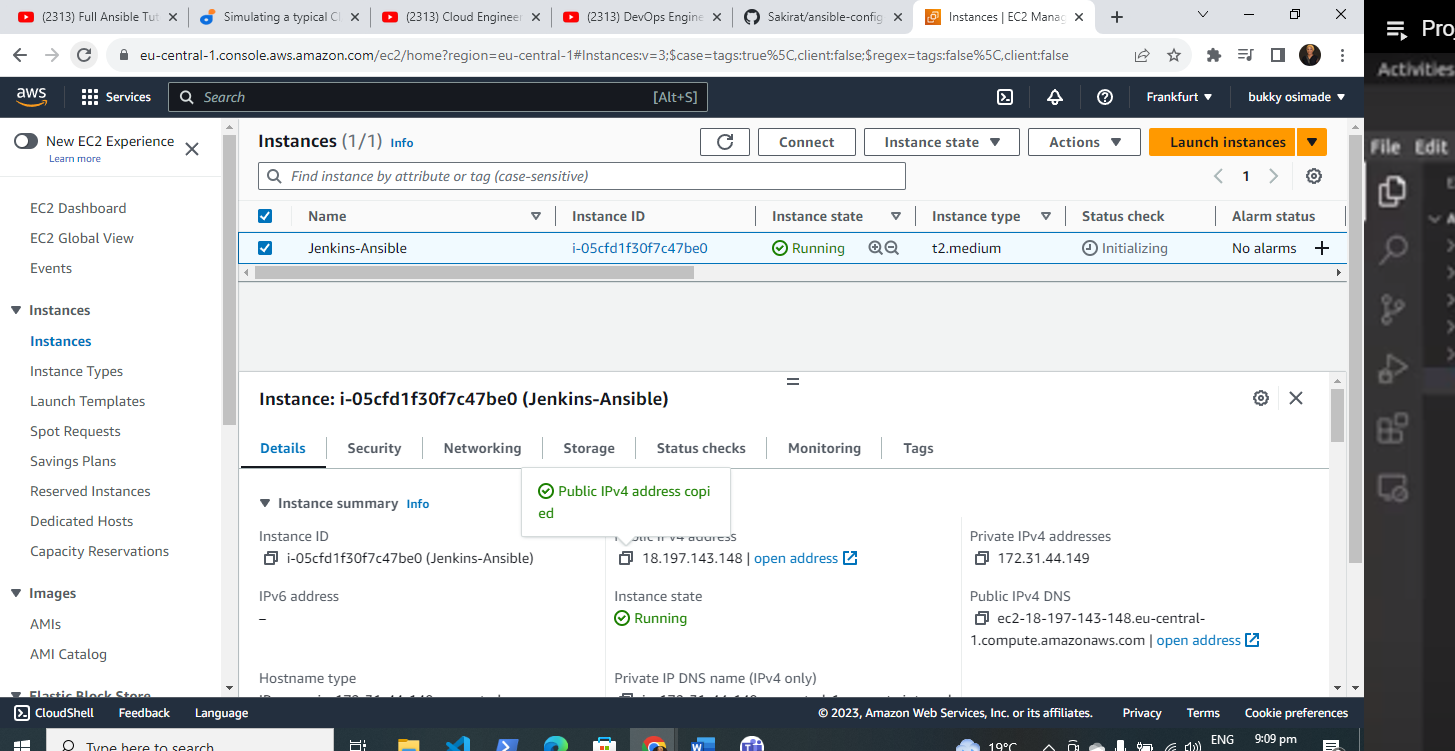 (2313) Full Ansible Tut
Simulating a typical CI
(2313) Cloud Engineer
(2313) DevOps Engine
Sakirat/ansible-config
Instances | EC2 Manag
eu-central-1.console.aws.amazon.com/ec2/home?region=eu-central-1#Instances:v=3;$case=tags:true%5C,client:false;$regex=tags:false%5C,client:false
aws
Services
Search
[Alt+S]
Frankfurt
bukky osimade
New EC2 Experience
Learn more
EC2 Dashboard
EC2 Global View
Events
Instances
Instances
Instance Types
Launch Templates
Spot Requests
Savings Plans
Reserved Instances
Dedicated Hosts
Capacity Reservations
Images
AMIs
AMI Catalog
Elastic Block Store
Instances (1/1) Info
Connect
Instance state
Actions
Launch instances
Find instance by attribute or tag (case-sensitive)
1
Name Instance ID Instance state Instance type Status check Alarm status
Jenkins-Ansible i-05cfd1f30f7c47be0 Running t2.medium Initializing No alarms
Instance: i-05cfd1f30f7c47be0 (Jenkins-Ansible)
Details Security Networking Storage Status checks Monitoring Tags
Public IPv4 address copi
ed
Instance summary Info
Instance ID
i-05cfd1f30f7c47be0 (Jenkins-Ansible)
Public IPv4 address
18.197.143.148 | open address
Private IPv4 addresses
172.31.44.149
IPv6 address
–
Instance state
Running
Public IPv4 DNS
ec2-18-197-143-148.eu-central-
1.compute.amazonaws.com | open address
Hostname type
Private IP DNS name (IPv4 only)
CloudShell Feedback Language
© 2023, Amazon Web Services, Inc. or its affiliates. Privacy Terms Cookie preferences
Type here to search
19°C
ENG
9:09 pm
Pro
Activities
File Edit